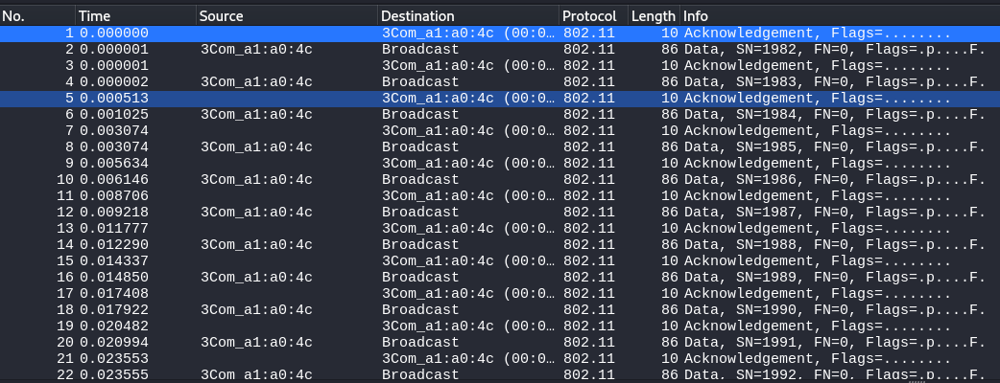 No. Time Source Destination Protocol Length Info
1 0.000000 3Com_a1:a0:4c (00:0… 802.11 10 Acknowledgement, Flags=........
2 0.000001 3Com_a1:a0:4c Broadcast 802.11 86 Data, SN=1982, FN=0, Flags=.p....F.
3 0.000001 3Com_a1:a0:4c (00:0… 802.11 10 Acknowledgement, Flags=........
4 0.000002 3Com_a1:a0:4c Broadcast 802.11 86 Data, SN=1983, FN=0, Flags=.p....F.
5 0.000513 3Com_a1:a0:4c (00:0… 802.11 10 Acknowledgement, Flags=........
6 0.001025 3Com_a1:a0:4c Broadcast 802.11 86 Data, SN=1984, FN=0, Flags=.p....F.
7 0.003074 3Com_a1:a0:4c (00:0… 802.11 10 Acknowledgement, Flags=........
8 0.003074 3Com_a1:a0:4c Broadcast 802.11 86 Data, SN=1985, FN=0, Flags=.p....F.
9 0.005634 3Com_a1:a0:4c (00:0… 802.11 10 Acknowledgement, Flags=........
10 0.006146 3Com_a1:a0:4c Broadcast 802.11 86 Data, SN=1986, FN=0, Flags=.p....F.
11 0.008706 3Com_a1:a0:4c (00:0… 802.11 10 Acknowledgement, Flags=........
12 0.009218 3Com_a1:a0:4c Broadcast 802.11 86 Data, SN=1987, FN=0, Flags=.p....F.
13 0.011777 3Com_a1:a0:4c (00:0… 802.11 10 Acknowledgement, Flags=........
14 0.012290 3Com_a1:a0:4c Broadcast 802.11 86 Data, SN=1988, FN=0, Flags=.p....F.
15 0.014337 3Com_a1:a0:4c (00:0… 802.11 10 Acknowledgement, Flags=........
16 0.014850 3Com_a1:a0:4c Broadcast 802.11 86 Data, SN=1989, FN=0, Flags=.p....F.
17 0.017408 3Com_a1:a0:4c (00:0… 802.11 10 Acknowledgement, Flags=........
18 0.017922 3Com_a1:a0:4c Broadcast 802.11 86 Data, SN=1990, FN=0, Flags=.p....F.
19 0.020482 3Com_a1:a0:4c (00:0… 802.11 10 Acknowledgement, Flags=........
20 0.020994 3Com_a1:a0:4c Broadcast 802.11 86 Data, SN=1991, FN=0, Flags=.p....F.
21 0.023553 3Com_a1:a0:4c (00:0… 802.11 10 Acknowledgement, Flags=........
22 0.023555 3Com_a1:a0:4c Broadcast 802.11 86 Data, SN=1992, FN=0, Flags=.p....F.